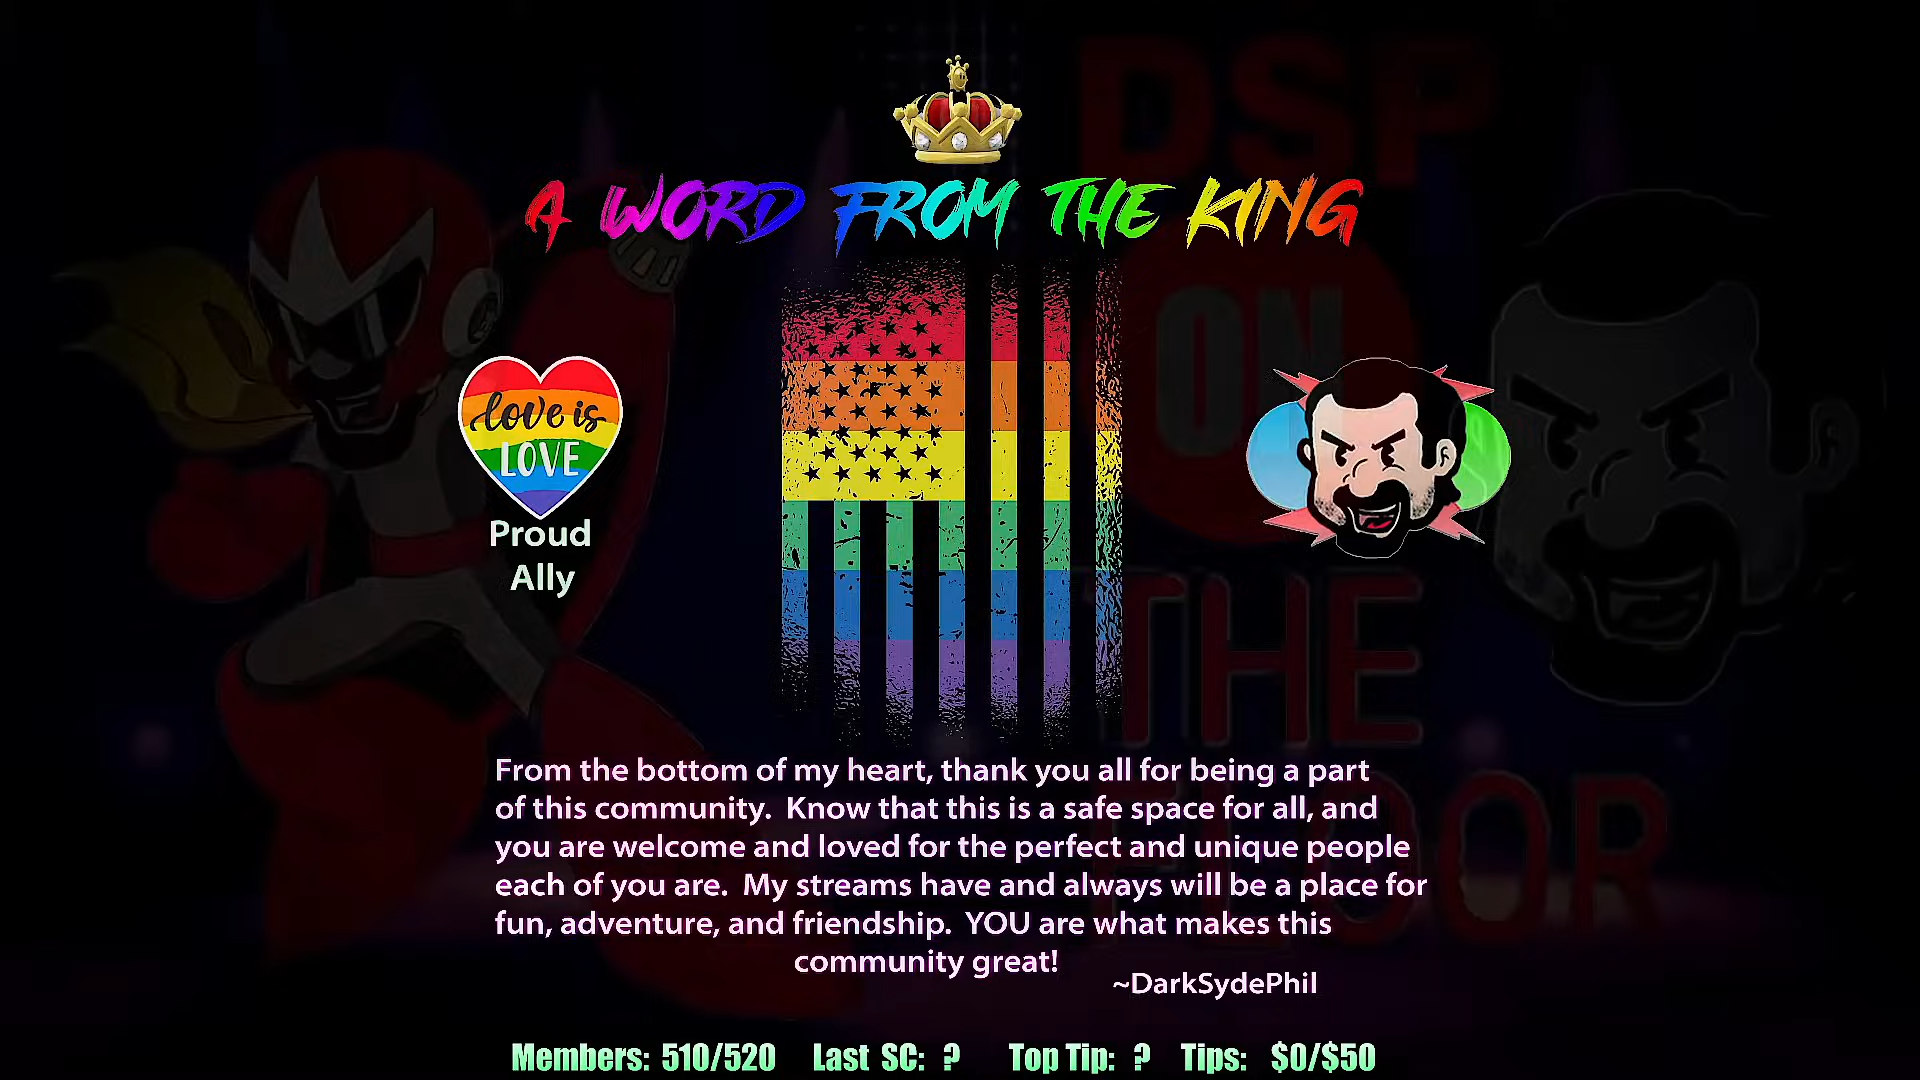 DSP
A WORD FROM THE KING
ON
love is
LOVE
Proud
Ally
THE
FLOOR
From the bottom of my heart, thank you all for being a part
of this community.  Know that this is a safe space for all, and
you are welcome and loved for the perfect and unique people
each of you are.  My streams have and always will be a place for
fun, adventure, and friendship.  YOU are what makes this
community great!
~DarkSydePhil
Members: 510/520 Last SC: ? Top Tip: ? Tips: $0/$50